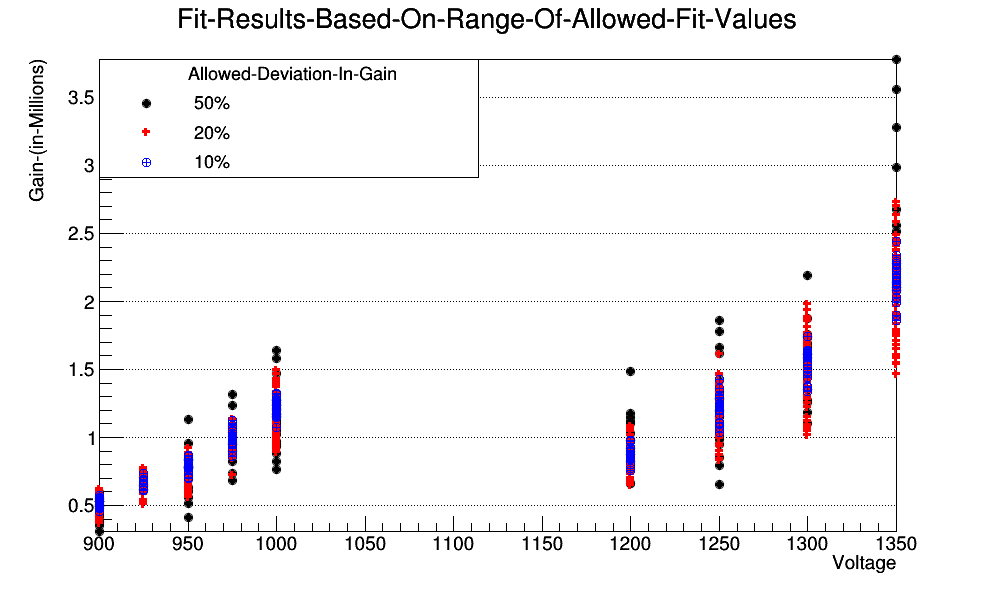 Fit-Results-Based-On-Range-Of-Allowed-Fit-Values
Gain-(in-Millions)
Allowed-Deviation-In-Gain
50%
20%
10%
3.5
3
2.5
2
1.5
1
0.5
900 950 1000 1050 1100 1150 1200 1250 1300 1350
Voltage